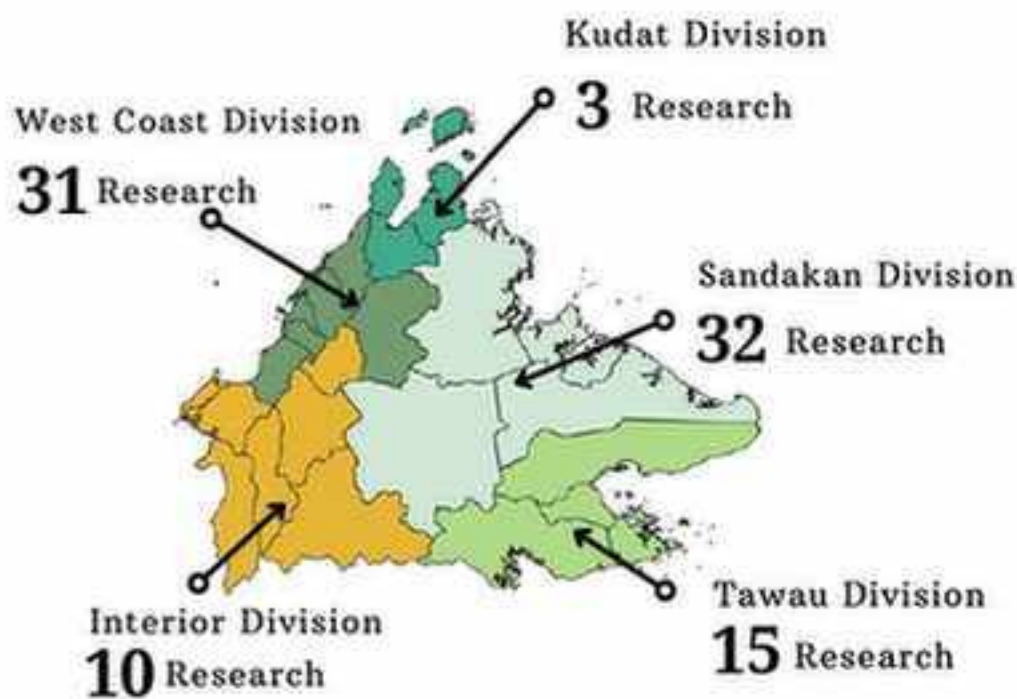 Kudat Division
3 Research
West Coast Division
31 Research
Sandakan Division
32 Research
Interior Division
10 Research
Tawau Division
15 Research